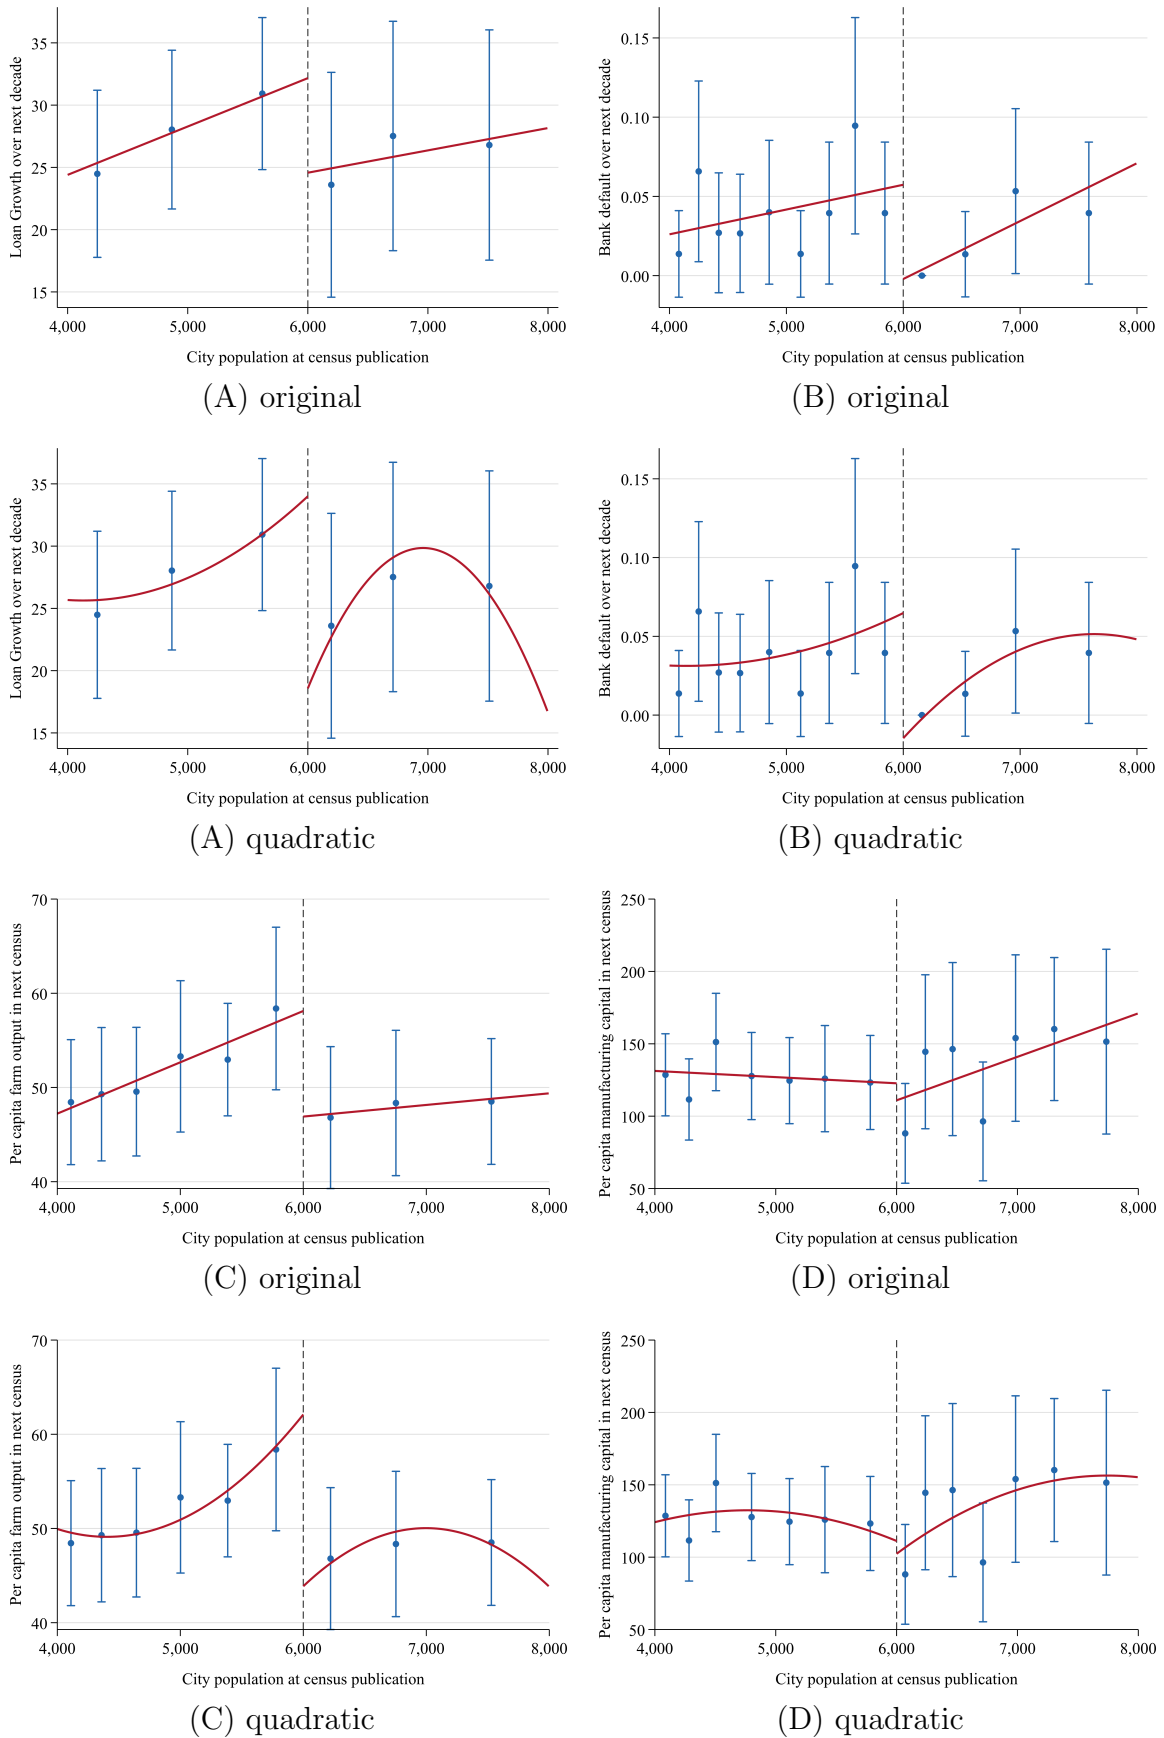 Loan Growth over next decade
35
30
25
20
15
4,000 5,000 6,000 7,000 8,000
City population at census publication
(A) original
Bank default over next decade
0.15
0.10
0.05
0.00
4,000 5,000 6,000 7,000 8,000
City population at census publication
(B) original
Loan Growth over next decade
35
30
25
20
15
4,000 5,000 6,000 7,000 8,000
City population at census publication
(A) quadratic
Bank default over next decade
0.15
0.10
0.05
0.00
4,000 5,000 6,000 7,000 8,000
City population at census publication
(B) quadratic
Per capita farm output in next census
70
60
50
40
4,000 5,000 6,000 7,000 8,000
City population at census publication
(C) original
Per capita manufacturing capital in next census
250
200
150
100
50
4,000 5,000 6,000 7,000 8,000
City population at census publication
(D) original
Per capita farm output in next census
70
60
50
40
4,000 5,000 6,000 7,000 8,000
City population at census publication
(C) quadratic
Per capita manufacturing capital in next census
250
200
150
100
50
4,000 5,000 6,000 7,000 8,000
City population at census publication
(D) quadratic